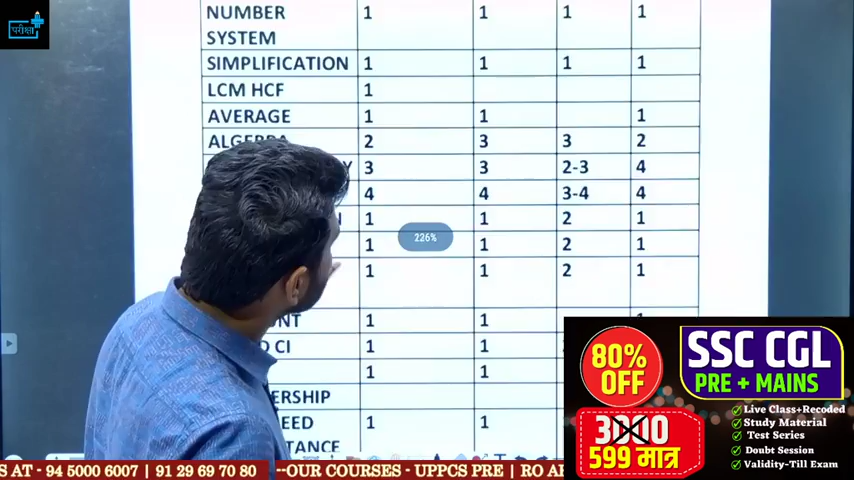 परीक्षा
NUMBER 1 1 1 1
SYSTEM
SIMPLIFICATION 1 1 1 1
LCM HCF 1
AVERAGE 1 1 1
ALGEBRA 2 3 3 2
Y 3 3 2-3 4
4 4 3-4 4
N 1 1 2 1
226%
1 1 2 1
1 1 2 1
NT 1 1
CI 1 1
1 1
ERSHIP
EED 1 1
TANCE
80%
OFF
SSC CGL
PRE + MAINS
599 मात्र
Live Class+Recoded
Study Material
Test Series
Doubt Session
Validity-Till Exam
S AT - 94 5000 6007 | 91 29 69 70 80 --OUR COURSES - UPPCS PRE | RO A